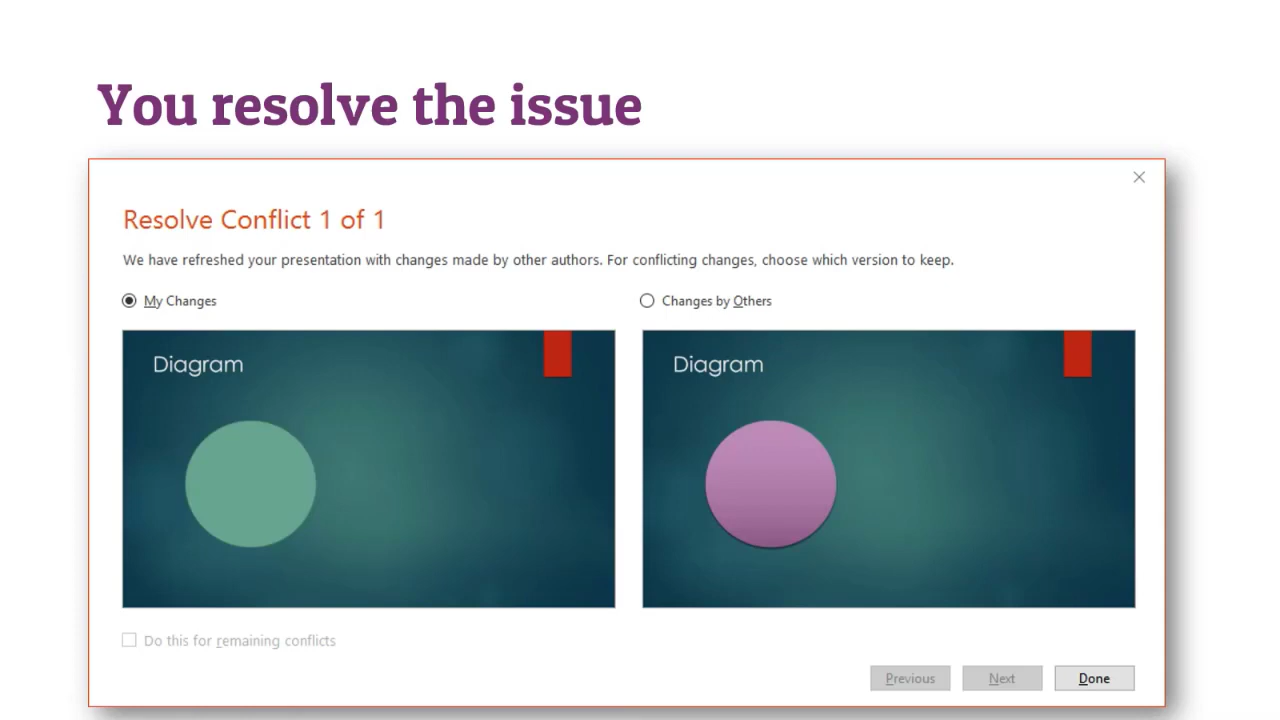 You resolve the issue
Resolve Conflict 1 of 1
We have refreshed your presentation with changes made by other authors. For conflicting changes, choose which version to keep.
My Changes
Changes by Others
Diagram
Diagram
Do this for remaining conflicts
Previous
Next
Done